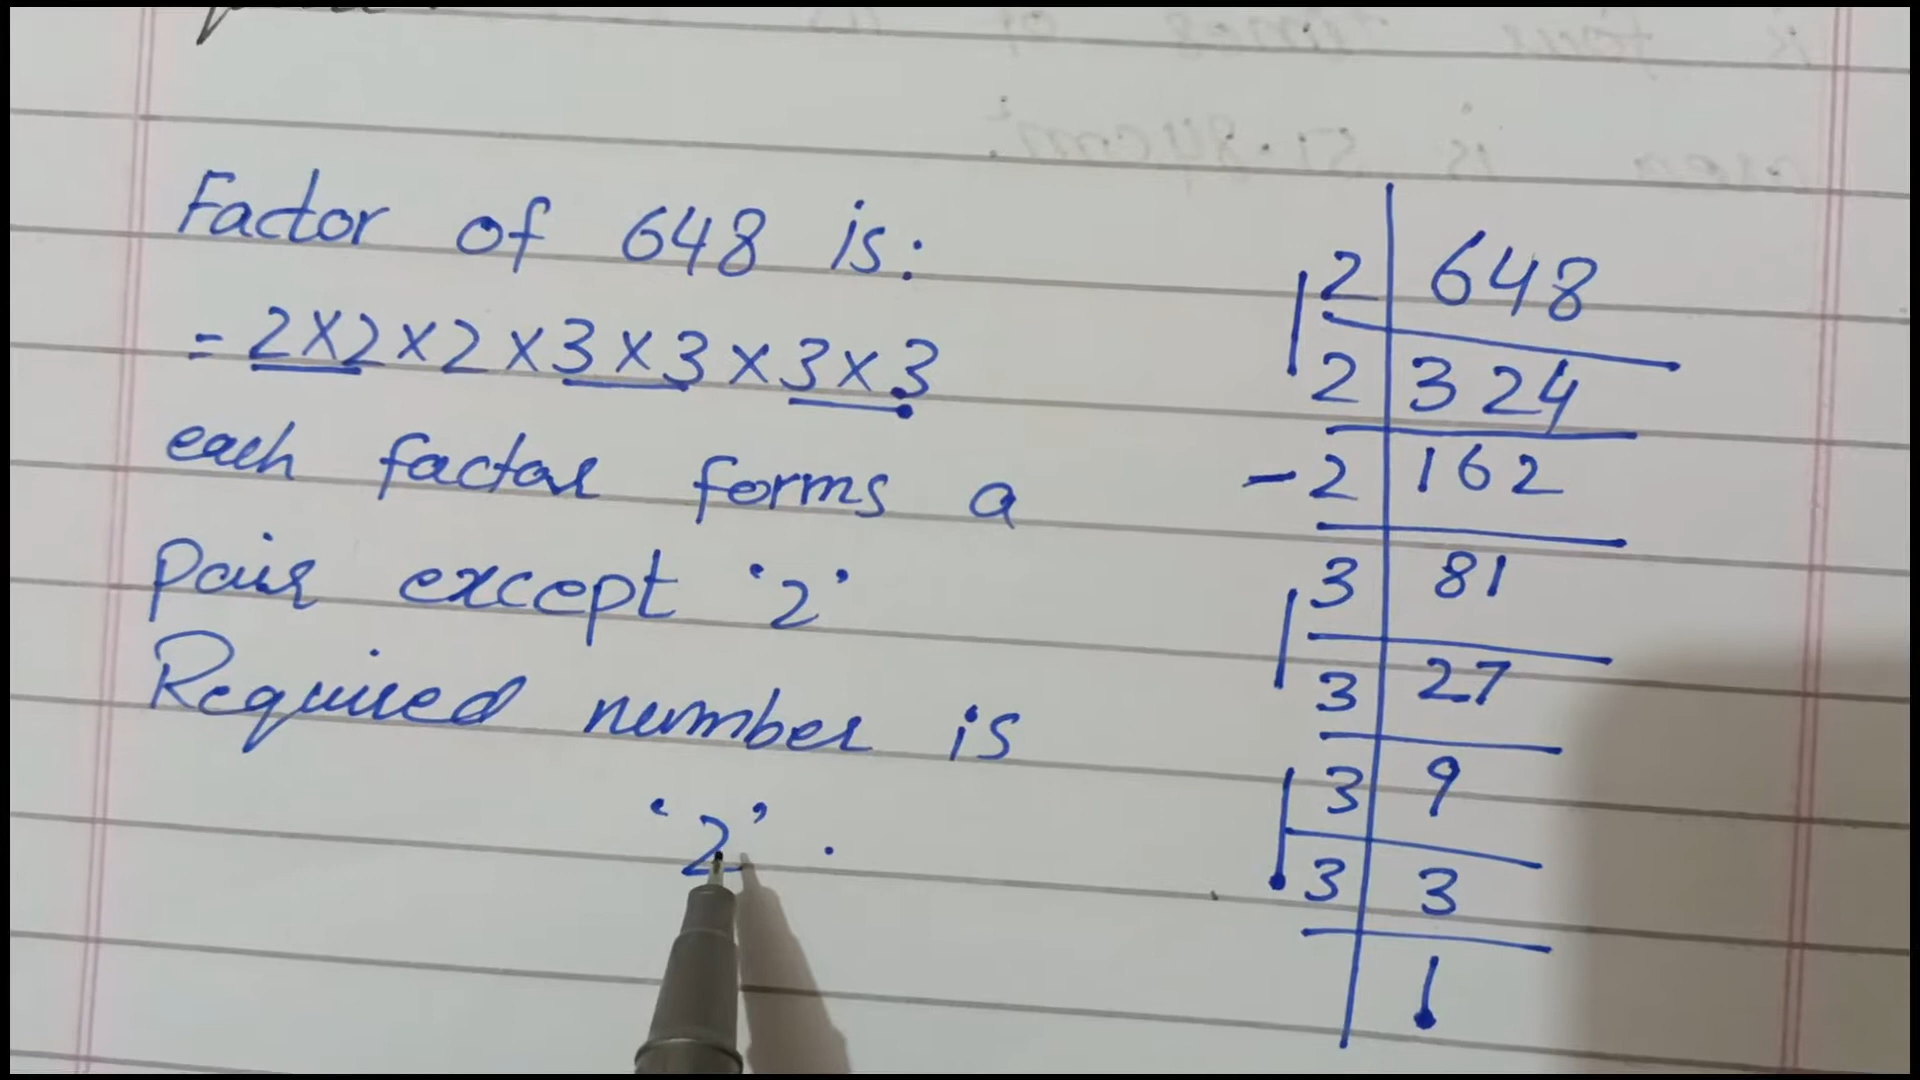 Factor of 648 is:
= 2×2×2×3×3×3×3
each factor forms a
pair except '2'
Required number is
'2'.
2 648
2 324
- 2 162
3 81
3 27
3 9
3 3
1